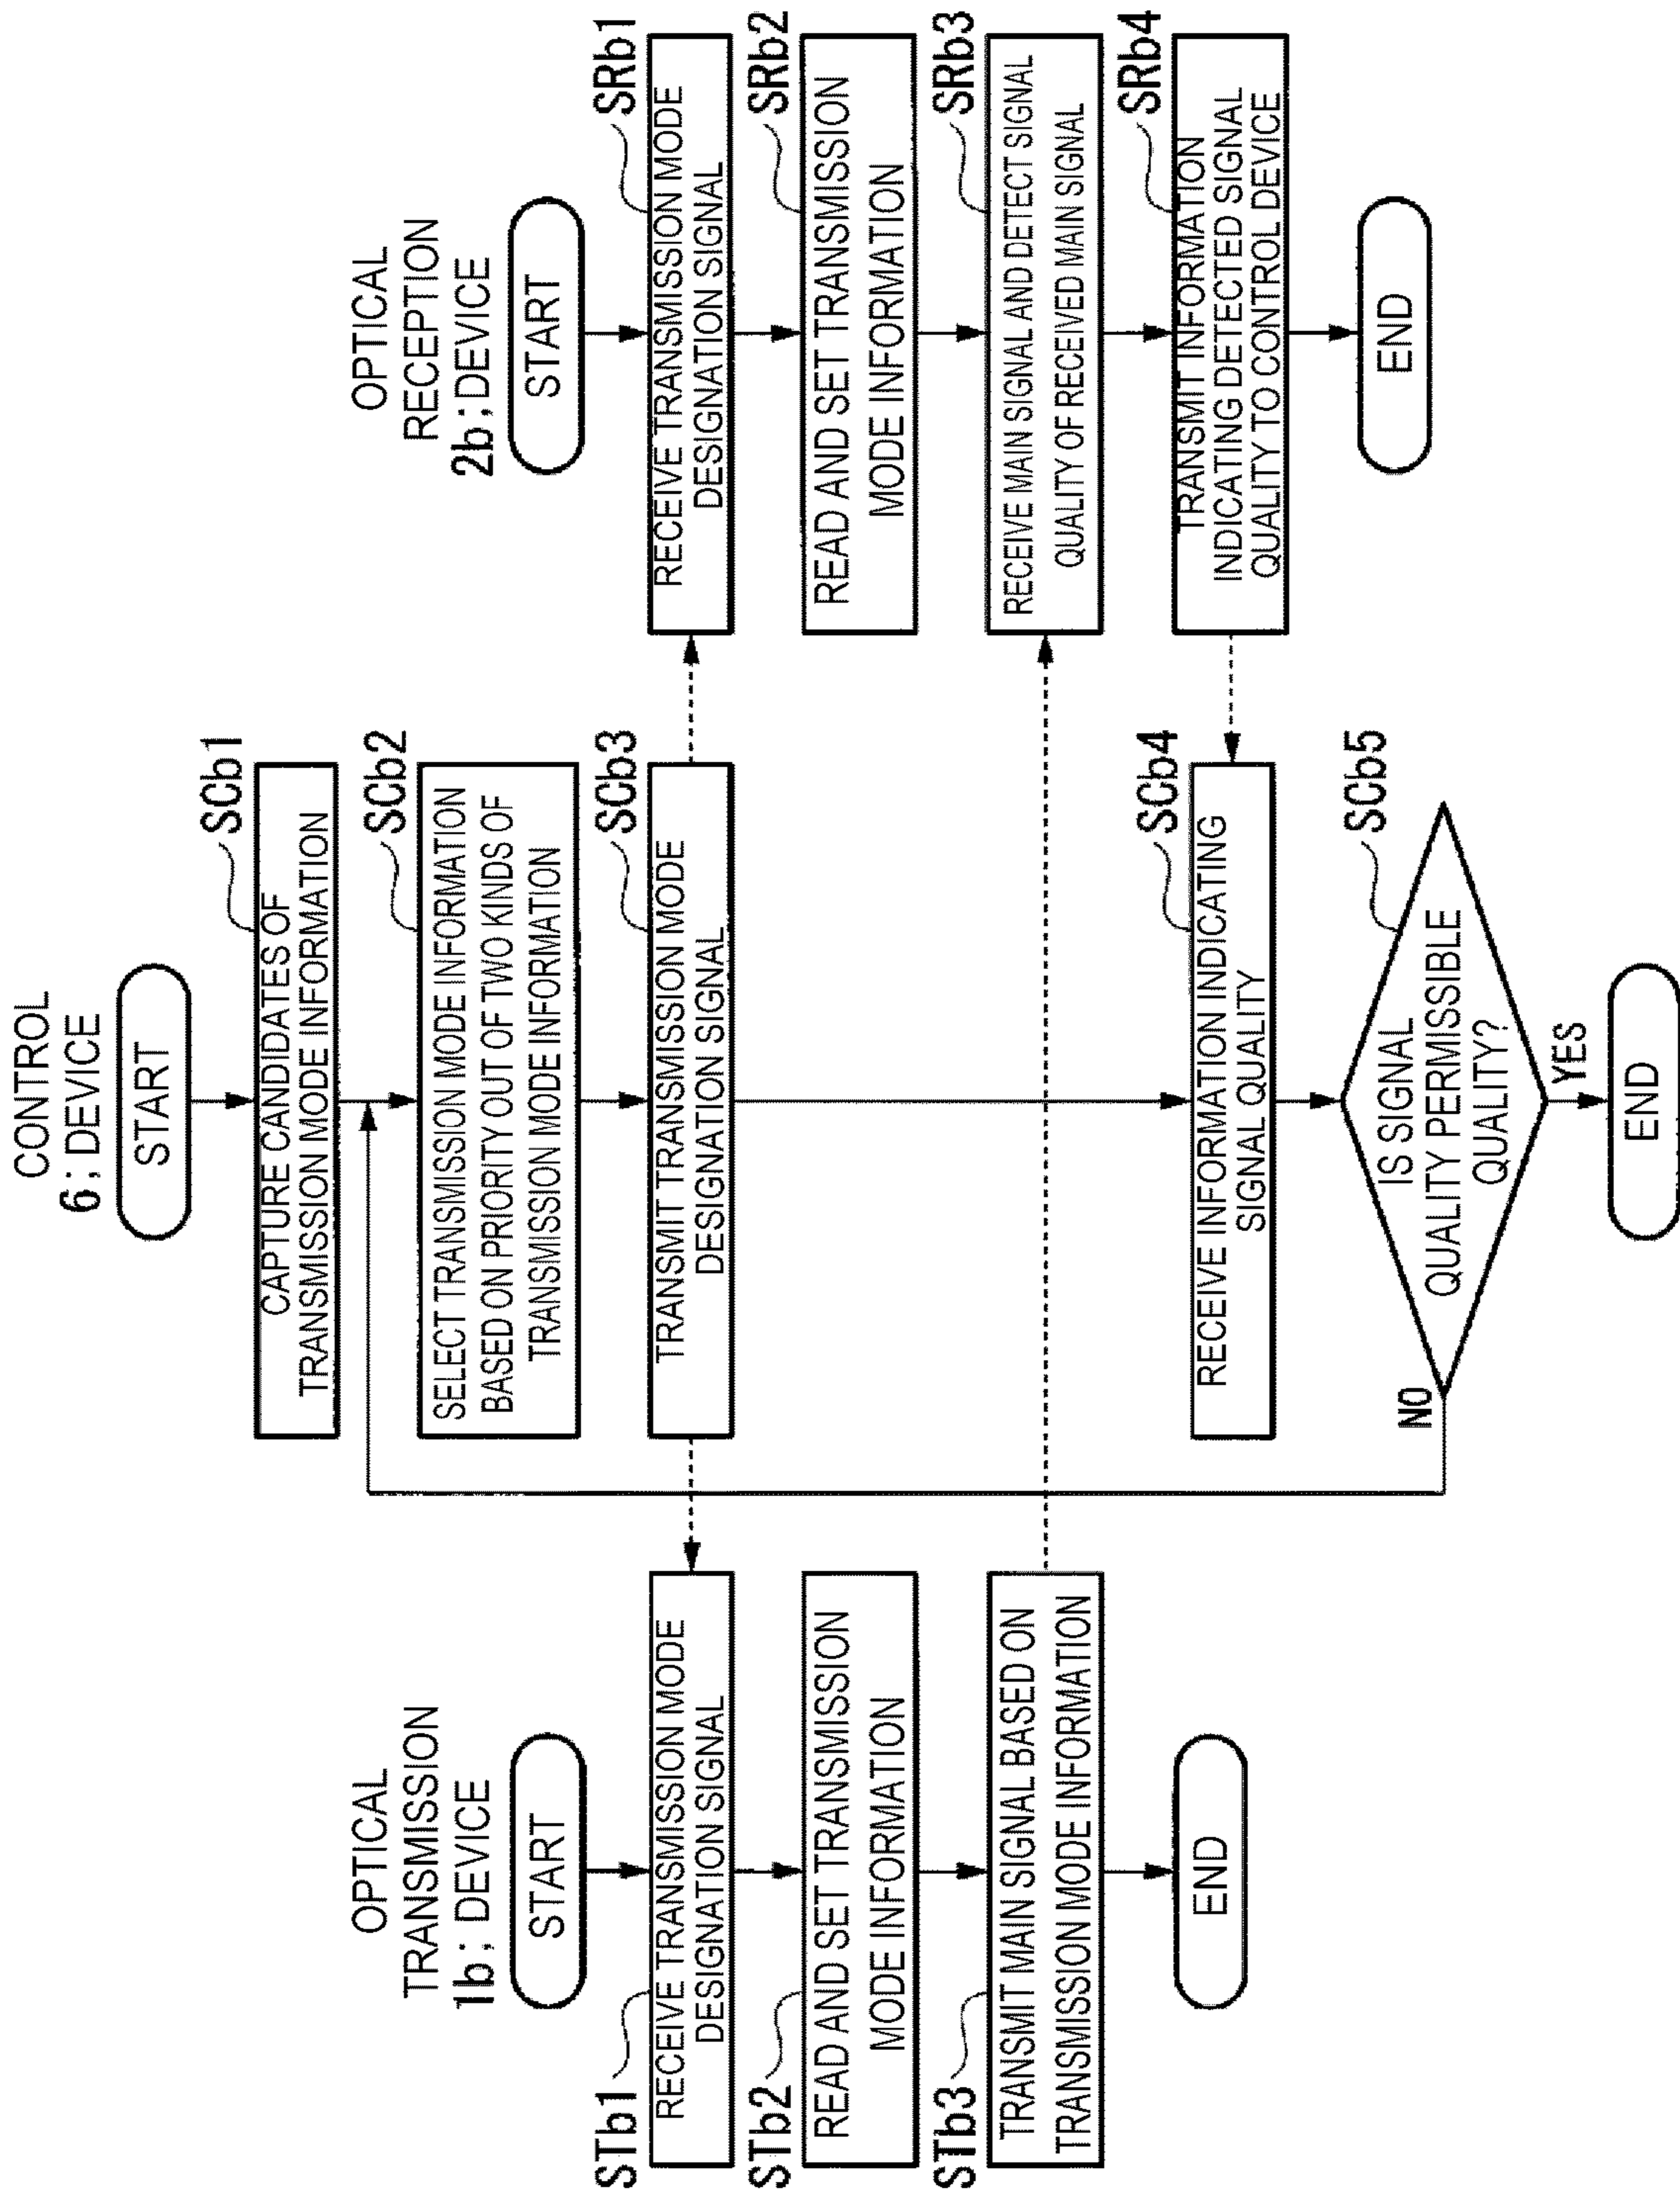 OPTICAL
TRANSMISSION
1b; DEVICE
START
STb1
RECEIVE TRANSMISSION MODE
DESIGNATION SIGNAL
STb2
READ AND SET TRANSMISSION
MODE INFORMATION
STb3
TRANSMIT MAIN SIGNAL BASED ON
TRANSMISSION MODE INFORMATION
END
CONTROL
6; DEVICE
START
SCb1
CAPTURE CANDIDATES OF
TRANSMISSION MODE INFORMATION
SCb2
SELECT TRANSMISSION MODE INFORMATION
BASED ON PRIORITY OUT OF TWO KINDS OF
TRANSMISSION MODE INFORMATION
SCb3
TRANSMIT TRANSMISSION MODE
DESIGNATION SIGNAL
SCb4
RECEIVE INFORMATION INDICATING
SIGNAL QUALITY
SCb5
IS SIGNAL
QUALITY PERMISSIBLE
QUALITY?
NO
YES
END
OPTICAL
RECEPTION
2b; DEVICE
START
SRb1
RECEIVE TRANSMISSION MODE
DESIGNATION SIGNAL
SRb2
READ AND SET TRANSMISSION
MODE INFORMATION
SRb3
RECEIVE MAIN SIGNAL AND DETECT SIGNAL
QUALITY OF RECEIVED MAIN SIGNAL
SRb4
TRANSMIT INFORMATION
INDICATING DETECTED SIGNAL
QUALITY TO CONTROL DEVICE
END